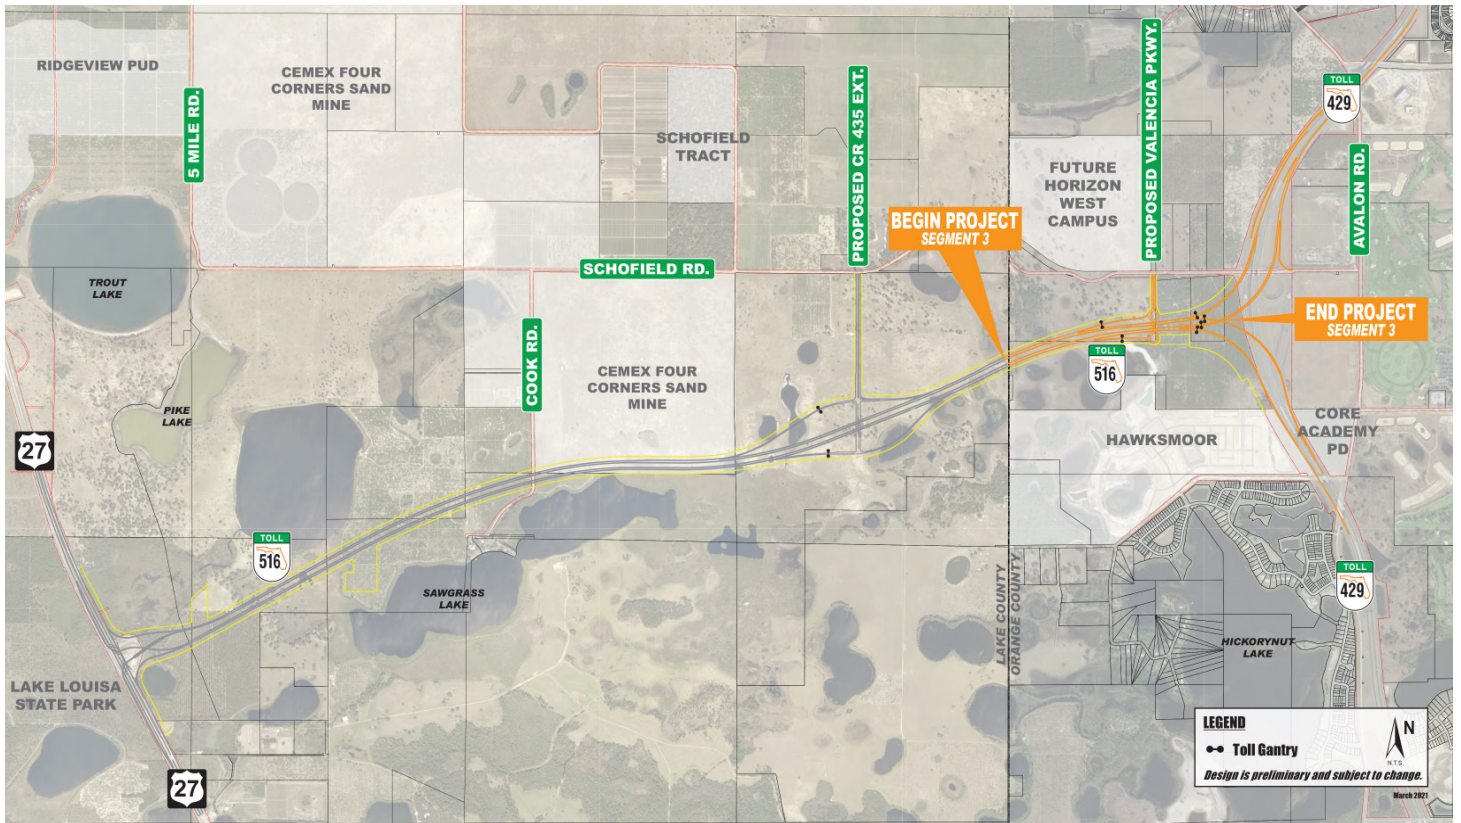 RIDGEVIEW PUD
5 MILE RD.
CEMEX FOUR
CORNERS SAND
MINE
SCHOFIELD
TRACT
PROPOSED CR 435 EXT.
PROPOSED VALENCIA PKWY.
TOLL
429
AVALON RD.
FUTURE
HORIZON
WEST
CAMPUS
BEGIN PROJECT
SEGMENT 3
SCHOFIELD RD.
TROUT
LAKE
COOK RD.
END PROJECT
SEGMENT 3
TOLL
516
CEMEX FOUR
CORNERS SAND
MINE
PIKE
LAKE
27
HAWKSMOOR
CORE
ACADEMY
PD
TOLL
516
SAWGRASS
LAKE
LAKE COUNTY
ORANGE COUNTY
TOLL
429
HICKORYNUT
LAKE
LAKE LOUISA
STATE PARK
27
LEGEND
Toll Gantry
N
N.T.S.
Design is preliminary and subject to change.
March 2021